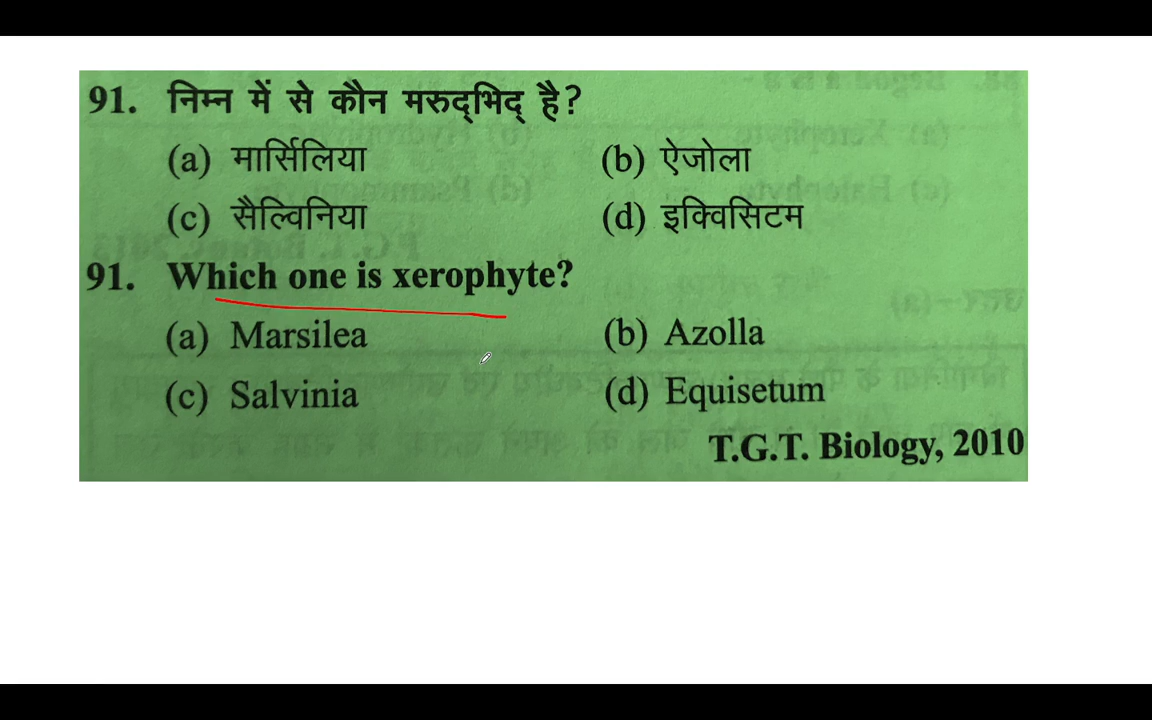 91. निम्न में से कौन मरुद्‌भिद् है?
(a) मार्सिलिया (b) ऐजोला
(c) सैल्विनिया (d) इक्विसिटम
91. Which one is xerophyte?
(a) Marsilea (b) Azolla
(c) Salvinia (d) Equisetum
T.G.T. Biology, 2010